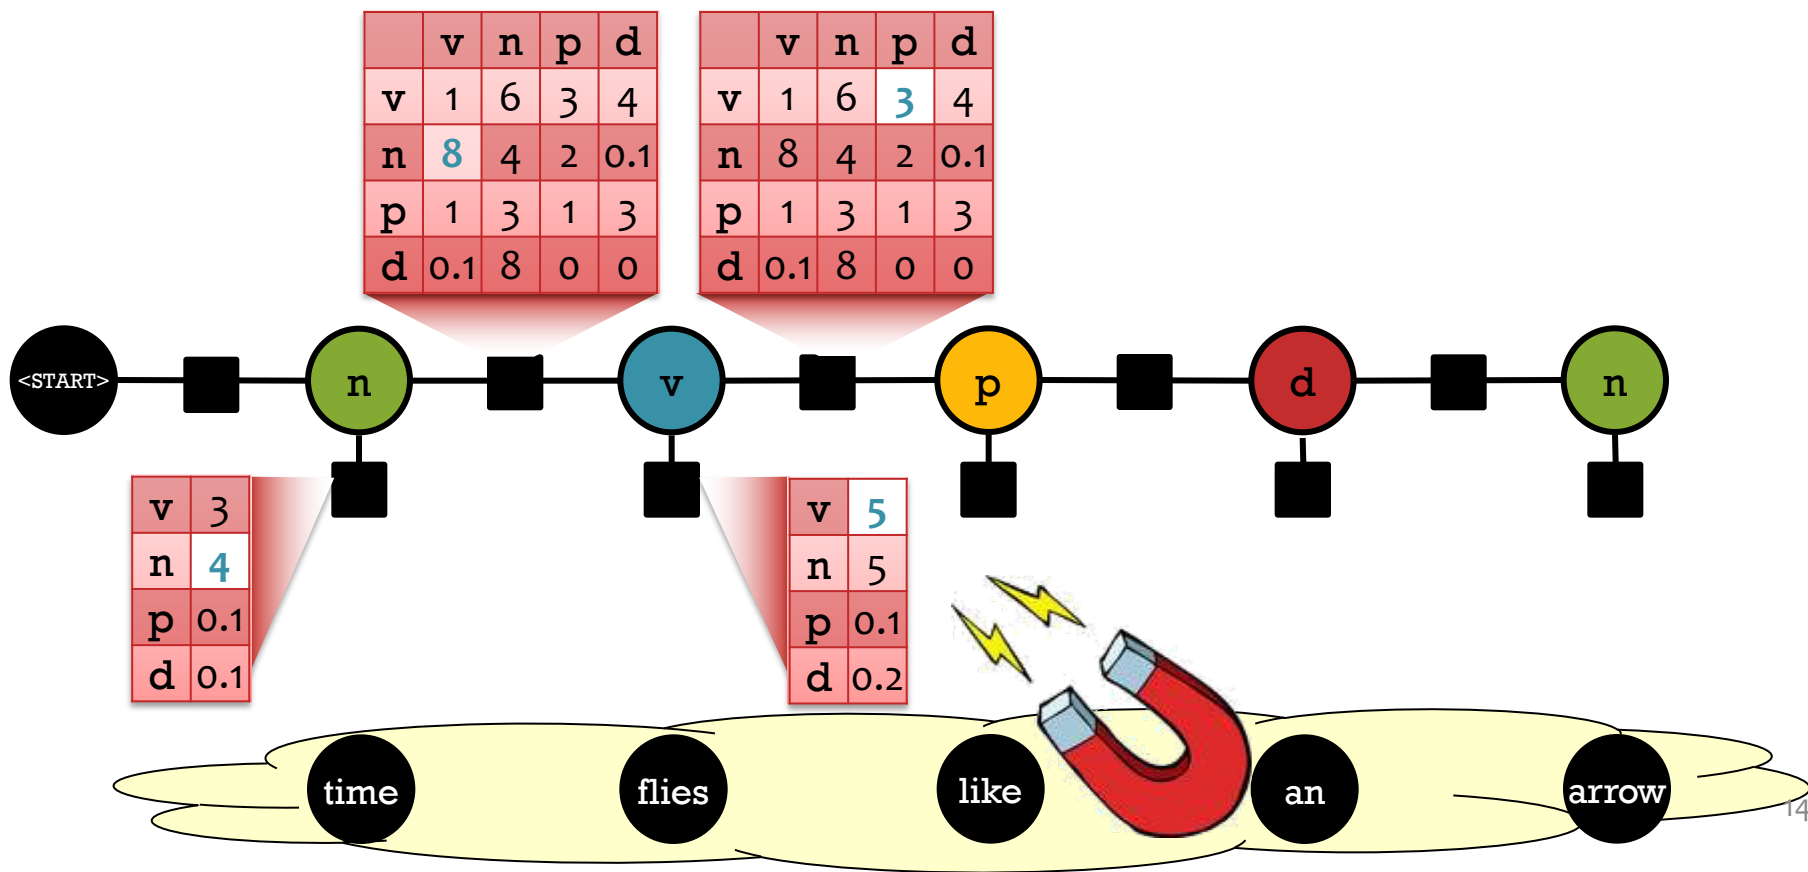 v n p d
v 1 6 3 4
n 8 4 2 0.1
p 1 3 1 3
d 0.1 8 0 0
v n p d
v 1 6 3 4
n 8 4 2 0.1
p 1 3 1 3
d 0.1 8 0 0
<START> n v p d n
v 3
n 4
p 0.1
d 0.1
v 5
n 5
p 0.1
d 0.2
time flies like an arrow
14